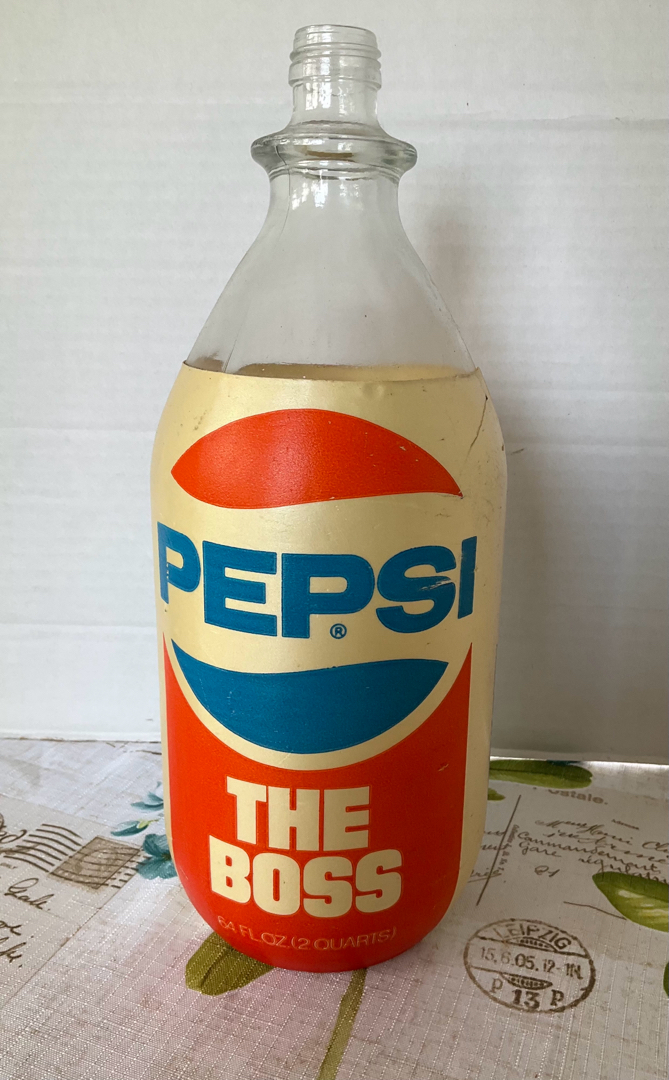 PEPSI
®
THE
BOSS
64 FL.OZ.(2 QUARTS)
LEIPZIG
15.6.05.12-1N.
P 13 P